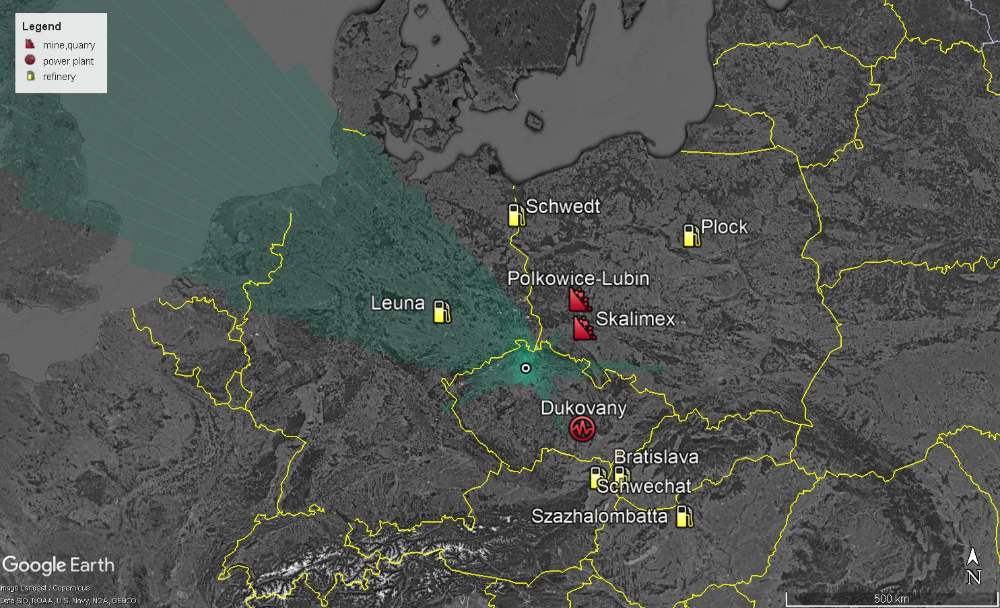 Legend
mine,quarry
power plant
refinery
Schwedt
Plock
Polkowice-Lubin
Leuna
Skalimex
Dukovany
Bratislava
Schwechat
Szazhalombatta
Google Earth
Image Landsat / Copernicus
Data SIO, NOAA, U.S. Navy, NGA, GEBCO
N
500 km